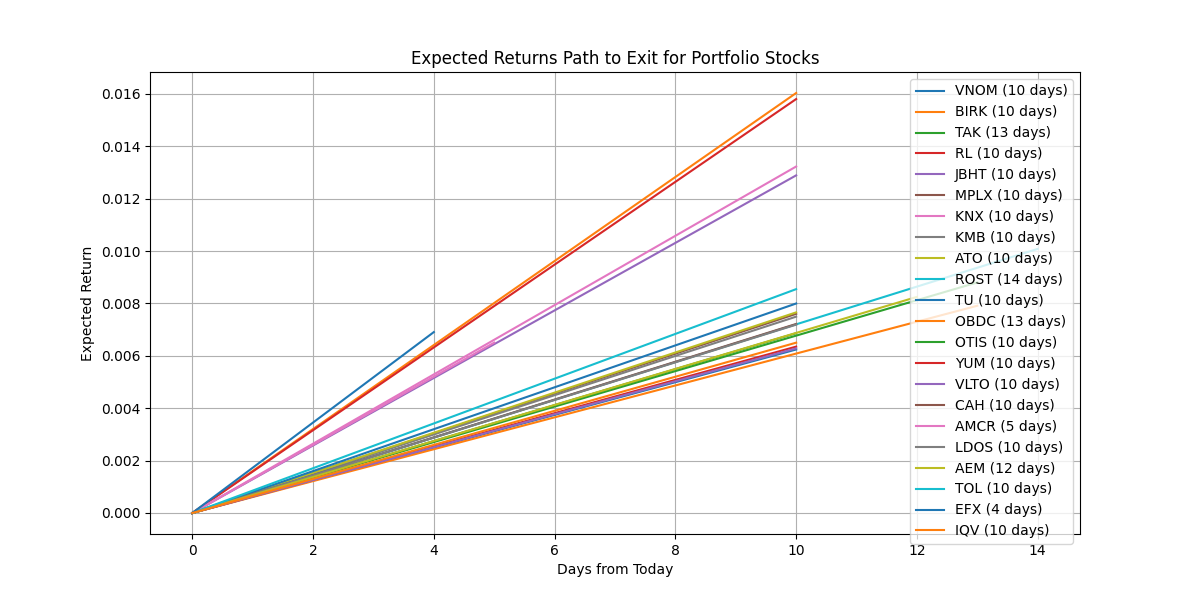 Expected Returns Path to Exit for Portfolio Stocks
Expected Return
0.016
0.014
0.012
0.010
0.008
0.006
0.004
0.002
0.000
VNOM (10 days)
BIRK (10 days)
TAK (13 days)
RL (10 days)
JBHT (10 days)
MPLX (10 days)
KNX (10 days)
KMB (10 days)
ATO (10 days)
ROST (14 days)
TU (10 days)
OBDC (13 days)
OTIS (10 days)
YUM (10 days)
VLTO (10 days)
CAH (10 days)
AMCR (5 days)
LDOS (10 days)
AEM (12 days)
TOL (10 days)
EFX (4 days)
IQV (10 days)
0 2 4 6 8 10 12 14
Days from Today